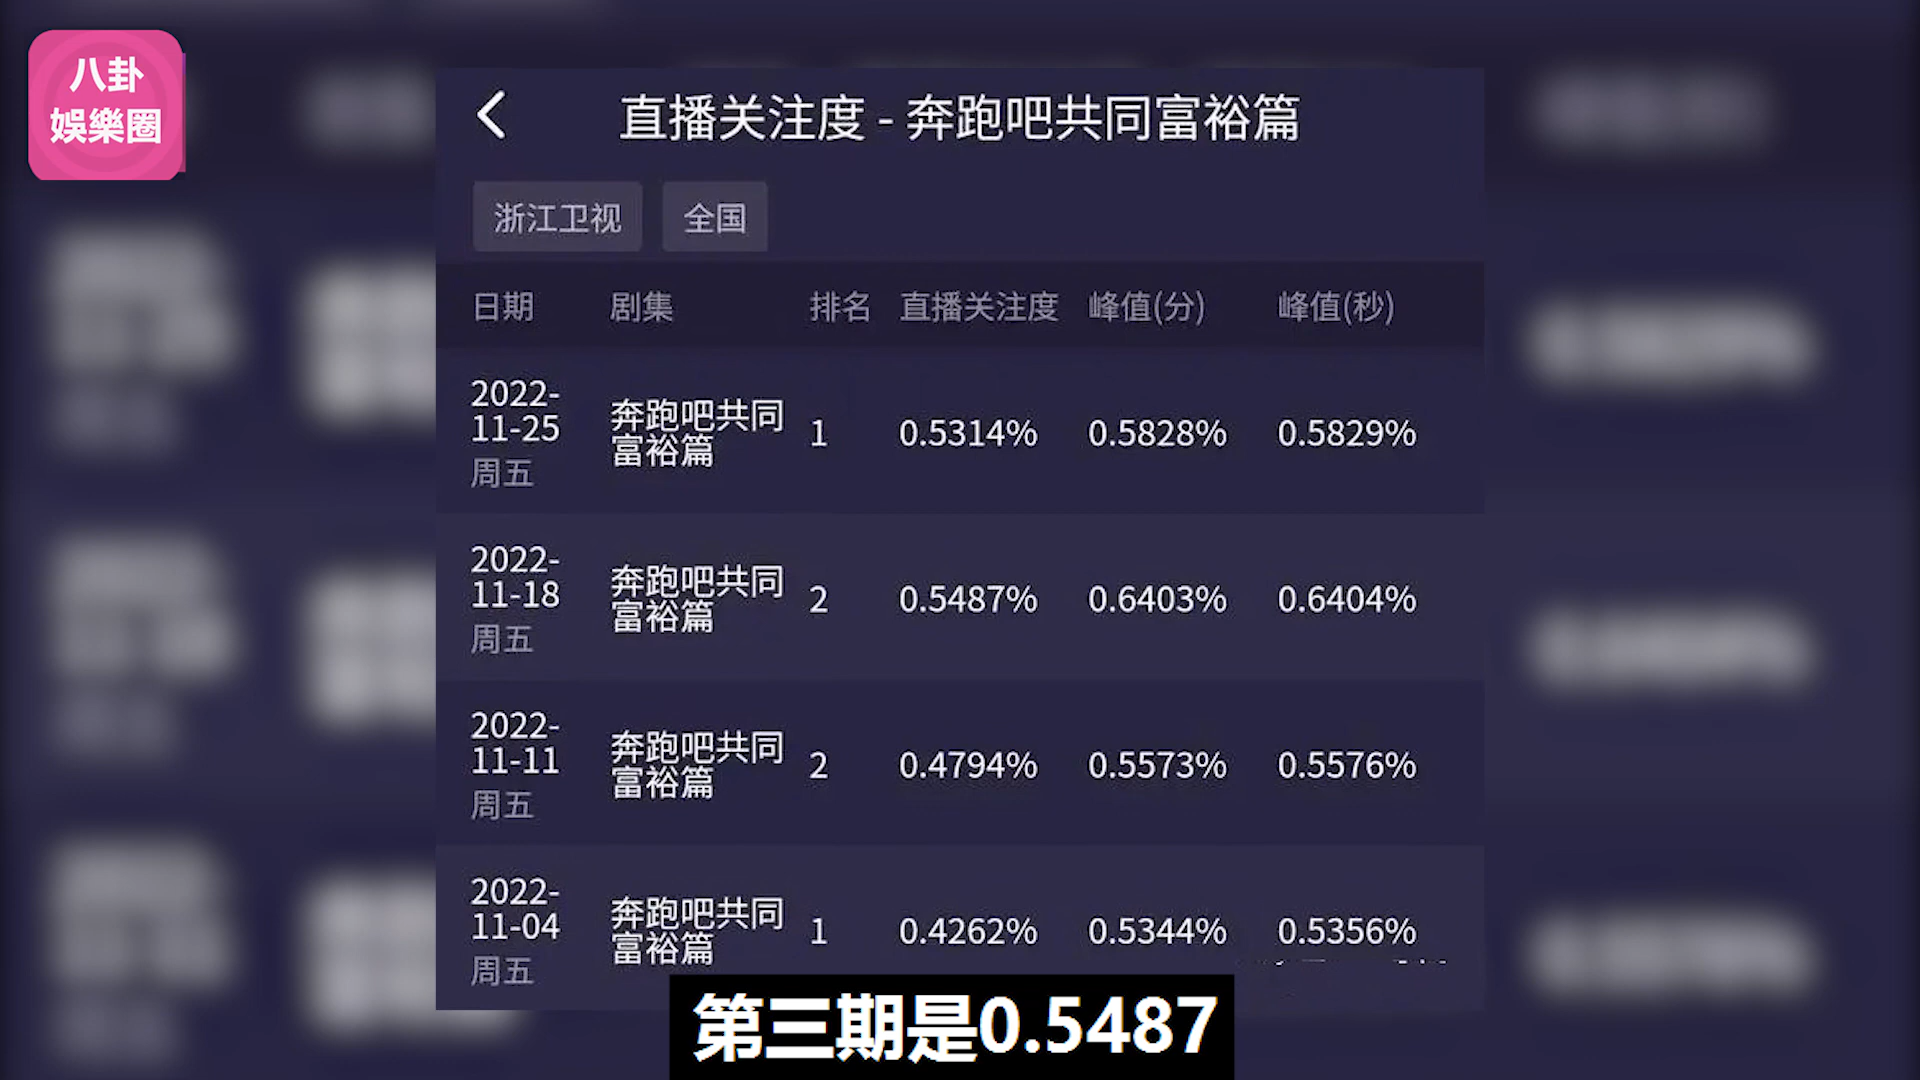 八卦
娛樂圈
直播关注度 - 奔跑吧共同富裕篇
浙江卫视 全国
日期 剧集 排名 直播关注度 峰值(分) 峰值(秒)
2022-
11-25
周五
奔跑吧共同
富裕篇
1 0.5314% 0.5828% 0.5829%
2022-
11-18
周五
奔跑吧共同
富裕篇
2 0.5487% 0.6403% 0.6404%
2022-
11-11
周五
奔跑吧共同
富裕篇
2 0.4794% 0.5573% 0.5576%
2022-
11-04
周五
奔跑吧共同
富裕篇
1 0.4262% 0.5344% 0.5356%
第三期是0.5487